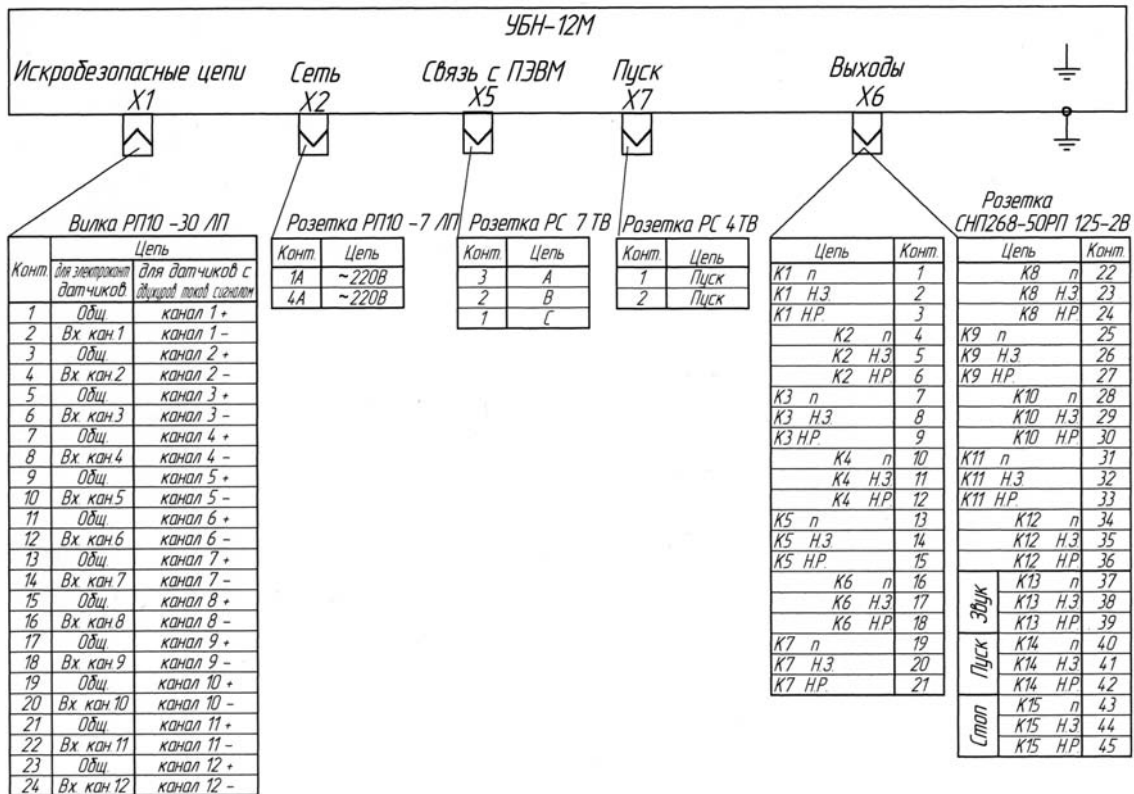 УБН-12М
Искробезопасные цепи
Сеть
Связь с ПЭВМ
Пуск
Выходы
X1
X2
X5
X7
X6
Вилка РП10 -30 ЛП
Конт. Цепь
для электроконт датчиков. для датчиков с двухпров токов сигналом
1 Общ. канал 1 +
2 Вх. кан.1 канал 1 -
3 Общ. канал 2 +
4 Вх. кан.2 канал 2 -
5 Общ. канал 3 +
6 Вх. кан.3 канал 3 -
7 Общ. канал 4 +
8 Вх. кан.4 канал 4 -
9 Общ. канал 5 +
10 Вх. кан.5 канал 5 -
11 Общ. канал 6 +
12 Вх. кан.6 канал 6 -
13 Общ. канал 7 +
14 Вх. кан.7 канал 7 -
15 Общ. канал 8 +
16 Вх. кан.8 канал 8 -
17 Общ. канал 9 +
18 Вх. кан.9 канал 9 -
19 Общ. канал 10 +
20 Вх. кан.10 канал 10 -
21 Общ. канал 11 +
22 Вх. кан.11 канал 11 -
23 Общ. канал 12 +
24 Вх. кан.12 канал 12 -
Розетка РП10 -7 ЛП
Конт. Цепь
1А ~220В
4А ~220В
Розетка РС 7 ТВ
Конт. Цепь
3 А
2 В
1 С
Розетка РС 4ТВ
Конт. Цепь
1 Пуск
2 Пуск
Розетка
СНП268-50РП 125-2В
Цепь Конт.
К1 п 1
К1 Н.З. 2
К1 Н.Р. 3
К2 п 4
К2 Н.З 5
К2 Н.Р. 6
К3 п 7
К3 Н.З. 8
К3 Н.Р. 9
К4 п 10
К4 Н.З 11
К4 Н.Р. 12
К5 п 13
К5 Н.З. 14
К5 Н.Р. 15
К6 п 16
К6 Н.З 17
К6 Н.Р 18
К7 п 19
К7 Н.З. 20
К7 Н.Р. 21
Цепь Конт.
К8 п 22
К8 Н.З 23
К8 Н.Р 24
К9 п 25
К9 Н.З. 26
К9 Н.Р. 27
К10 п 28
К10 Н.З 29
К10 Н.Р 30
К11 п 31
К11 Н.З. 32
К11 Н.Р. 33
К12 п 34
К12 Н.З 35
К12 Н.Р 36
Звук
К13 п 37
К13 Н.З 38
К13 Н.Р 39
Пуск
К14 п 40
К14 Н.З 41
К14 Н.Р 42
Стоп
К15 п 43
К15 Н.З 44
К15 Н.Р 45